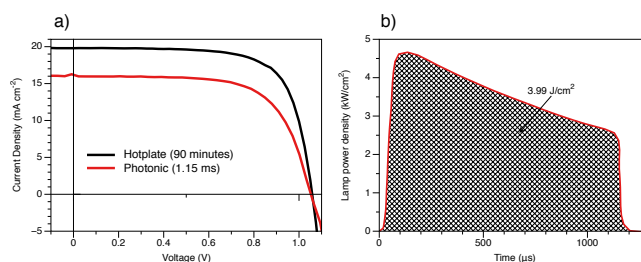 a)
20
15
10
5
0
−5
Current Density (mA cm⁻²)
Hotplate (90 minutes)
Photonic (1.15 ms)
0
0.2
0.4
0.6
0.8
1.0
Voltage (V)
b)
5
4
3
2
1
0
Lamp power density (kW/cm²)
3.99 J/cm²
0
500
1000
Time (µs)